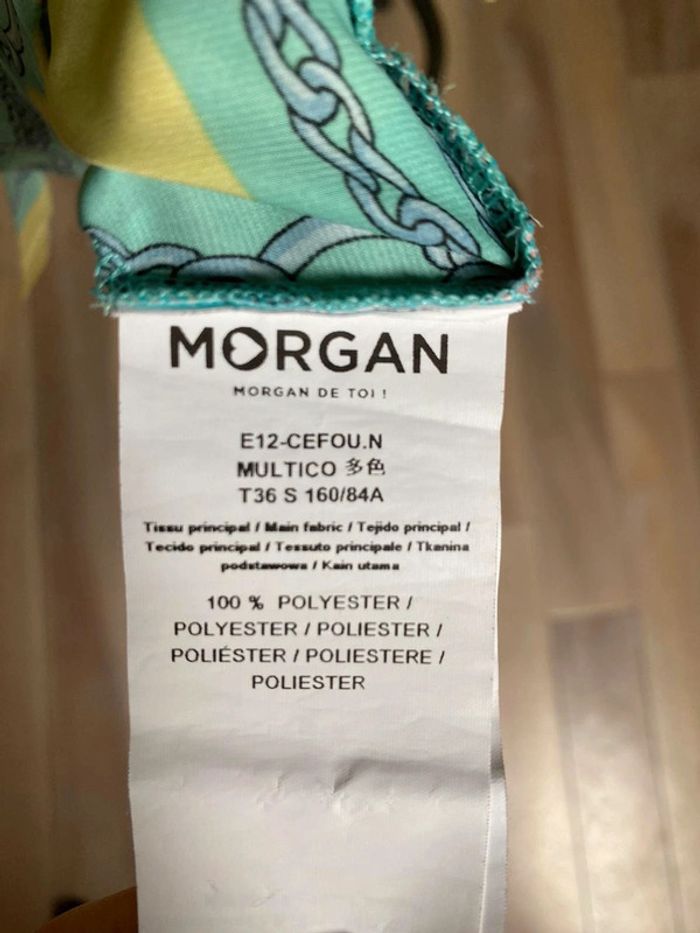 MORGAN
MORGAN DE TOI !
E12-CEFOU.N
MULTICO 多色
T36 S 160/84A
Tissu principal / Main fabric / Tejido principal /
Tecido principal / Tessuto principale / Tkanina
podstawowa / Kain utama
100 % POLYESTER /
POLYESTER / POLIESTER /
POLIÉSTER / POLIESTERE /
POLIESTER